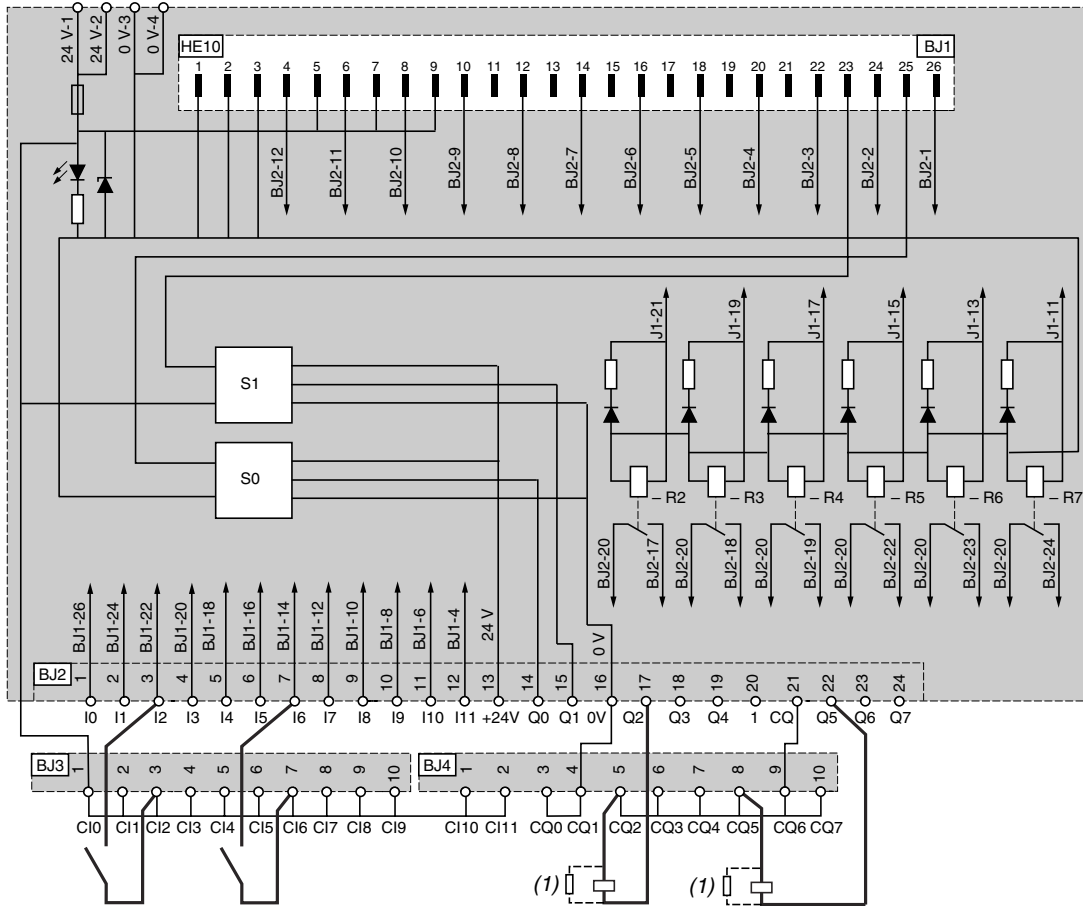 24 V-1
24 V-2
0 V-3
0 V-4
HE10
BJ1
1 2 3 4 5 6 7 8 9 10 11 12 13 14 15 16 17 18 19 20 21 22 23 24 25 26
BJ2-12
BJ2-11
BJ2-10
BJ2-9
BJ2-8
BJ2-7
BJ2-6
BJ2-5
BJ2-4
BJ2-3
BJ2-2
BJ2-1
J1-21
J1-19
J1-17
J1-15
J1-13
J1-11
S1
S0
– R2
– R3
– R4
– R5
– R6
– R7
BJ2-20
BJ2-17
BJ2-20
BJ2-18
BJ2-20
BJ2-19
BJ2-20
BJ2-22
BJ2-20
BJ2-23
BJ2-20
BJ2-24
BJ1-26
BJ1-24
BJ1-22
BJ1-20
BJ1-18
BJ1-16
BJ1-14
BJ1-12
BJ1-10
BJ1-8
BJ1-6
BJ1-4
24 V
0 V
BJ2
1 2 3 4 5 6 7 8 9 10 11 12 13 14 15 16 17 18 19 20 21 22 23 24
I0 I1 I2 I3 I4 I5 I6 I7 I8 I9 I10 I11 +24V Q0 Q1 0V Q2 Q3 Q4 1 CQ Q5 Q6 Q7
BJ3
1 2 3 4 5 6 7 8 9 10
BJ4
1 2 3 4 5 6 7 8 9 10
CI0 CI1 CI2 CI3 CI4 CI5 CI6 CI7 CI8 CI9 CI10 CI11 CQ0 CQ1 CQ2 CQ3 CQ4 CQ5 CQ6 CQ7
(1)
(1)